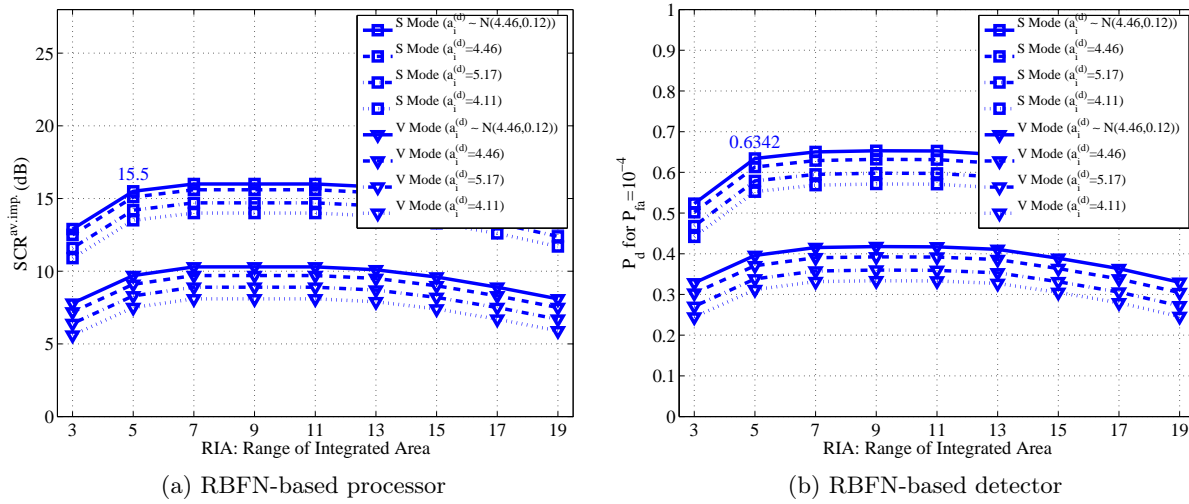 25
20
15
10
5
0
SCR^av.imp. (dB)
15.5
S Mode (a_i^(d) ~ N(4.46,0.12))
S Mode (a_i^(d)=4.46)
S Mode (a_i^(d)=5.17)
S Mode (a_i^(d)=4.11)
V Mode (a_i^(d) ~ N(4.46,0.12))
V Mode (a_i^(d)=4.46)
V Mode (a_i^(d)=5.17)
V Mode (a_i^(d)=4.11)
3 5 7 9 11 13 15 17 19
RIA: Range of Integrated Area
(a) RBFN-based processor
1
0.9
0.8
0.7
0.6
0.5
0.4
0.3
0.2
0.1
0
P_d for P_fa=10^−4
0.6342
S Mode (a_i^(d) ~ N(4.46,0.12))
S Mode (a_i^(d)=4.46)
S Mode (a_i^(d)=5.17)
S Mode (a_i^(d)=4.11)
V Mode (a_i^(d) ~ N(4.46,0.12))
V Mode (a_i^(d)=4.46)
V Mode (a_i^(d)=5.17)
V Mode (a_i^(d)=4.11)
3 5 7 9 11 13 15 17 19
RIA: Range of Integrated Area
(b) RBFN-based detector